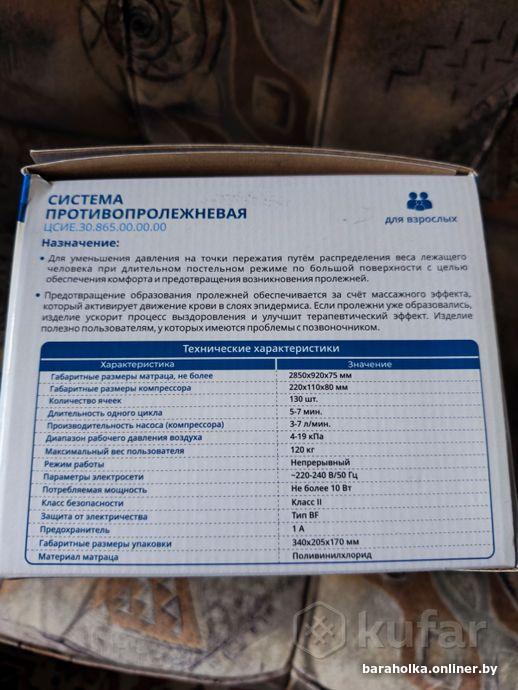 СИСТЕМА
ПРОТИВОПРОЛЕЖНЕВАЯ
ЦСИЕ.30.865.00.00.00
для взрослых
Назначение:
• Для уменьшения давления на точки пережатия путём распределения веса лежащего
человека при длительном постельном режиме по большой поверхности с целью
обеспечения комфорта и предотвращения возникновения пролежней.
• Предотвращение образования пролежней обеспечивается за счёт массажного эффекта,
который активирует движение крови в слоях эпидермиса. Если пролежни уже образовались,
изделие ускорит процесс выздоровления и улучшит терапевтический эффект. Изделие
полезно пользователям, у которых имеются проблемы с позвоночником.
Технические характеристики
Характеристика Значение
Габаритные размеры матраца, не более 2850х920х75 мм
Габаритные размеры компрессора 220х110х80 мм
Количество ячеек 130 шт.
Длительность одного цикла 5-7 мин.
Производительность насоса (компрессора) 3-7 л/мин.
Диапазон рабочего давления воздуха 4-19 кПа
Максимальный вес пользователя 120 кг
Режим работы Непрерывный
Параметры электросети ~220-240 В/50 Гц
Потребляемая мощность Не более 10 Вт
Класс безопасности Класс II
Защита от электричества Тип BF
Предохранитель 1 А
Габаритные размеры упаковки 340х205х170 мм
Материал матраца Поливинилхлорид
kufar
baraholka.onliner.by